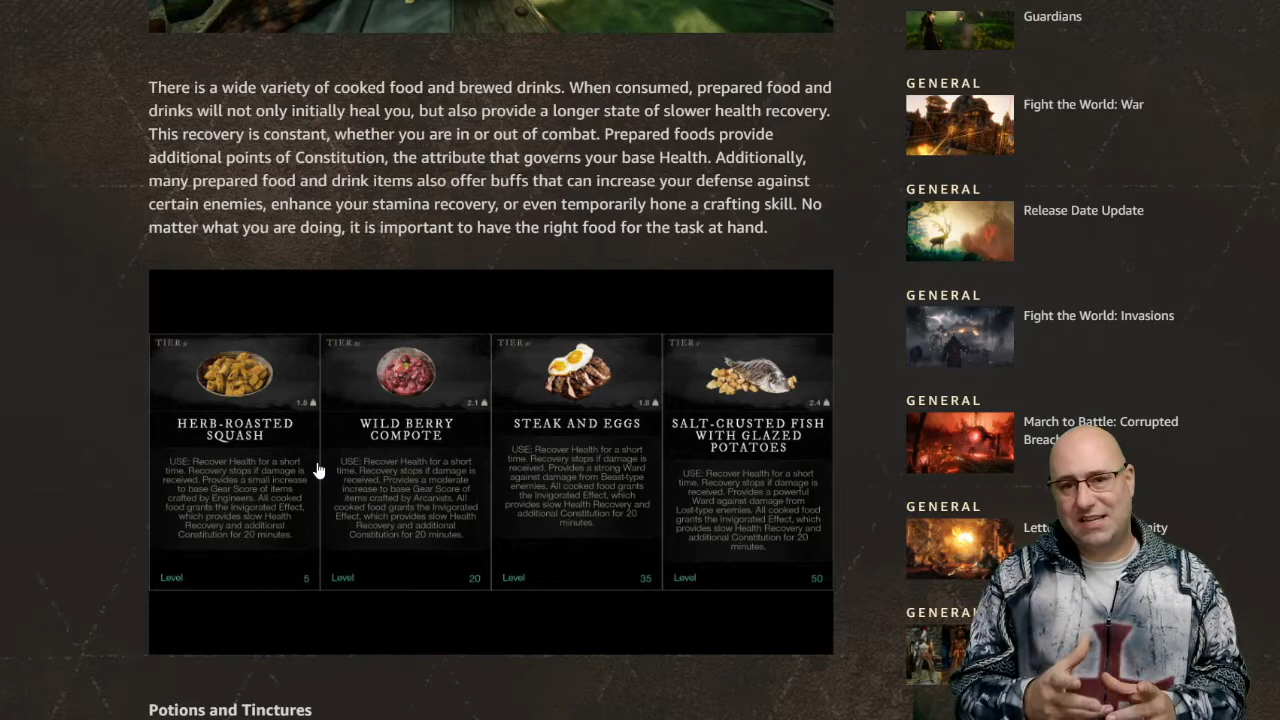 There is a wide variety of cooked food and brewed drinks. When consumed, prepared food and
drinks will not only initially heal you, but also provide a longer state of slower health recovery.
This recovery is constant, whether you are in or out of combat. Prepared foods provide
additional points of Constitution, the attribute that governs your base Health. Additionally,
many prepared food and drink items also offer buffs that can increase your defense against
certain enemies, enhance your stamina recovery, or even temporarily hone a crafting skill. No
matter what you are doing, it is important to have the right food for the task at hand.
TIER
1.8
HERB-ROASTED
SQUASH
USE: Recover Health for a short
time. Recovery stops if damage is
received. Provides a small increase
to base Gear Score of items
crafted by Engineers. All cooked
food grants the Invigorated Effect,
which provides slow Health
Recovery and additional
Constitution for 20 minutes.
Level 5
TIER
2.1
WILD BERRY
COMPOTE
USE: Recover Health for a short
time. Recovery stops if damage is
received. Provides a moderate
increase to base Gear Score of
items crafted by Arcanists. All
cooked food grants the Invigorated
Effect, which provides slow Health
Recovery and additional
Constitution for 20 minutes.
Level 20
TIER
1.8
STEAK AND EGGS
USE: Recover Health for a short
time. Recovery stops if damage is
received. Provides a strong Ward
against damage from Beast-type
enemies. All cooked food grants
the Invigorated Effect, which
provides slow Health Recovery and
additional Constitution for 20
minutes.
Level 35
TIER
2.4
SALT-CRUSTED FISH
WITH GLAZED
POTATOES
USE: Recover Health for a short
time. Recovery stops if damage is
received. Provides a powerful
Ward against damage from
Lost-type enemies. All cooked food
grants the Invigorated Effect, which
provides slow Health Recovery and
additional Constitution for 20
minutes.
Level 50
Potions and Tinctures
Guardians
GENERAL
Fight the World: War
GENERAL
Release Date Update
GENERAL
Fight the World: Invasions
GENERAL
March to Battle: Corrupted
Breac
GENERAL
Lett nity
GENERAL